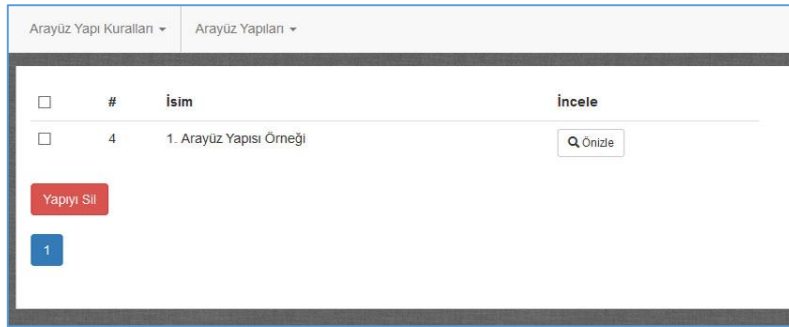 Arayüz Yapı Kuralları Arayüz Yapıları
# İsim İncele
4 1. Arayüz Yapısı Örneği Önizle
Yapıyı Sil
1